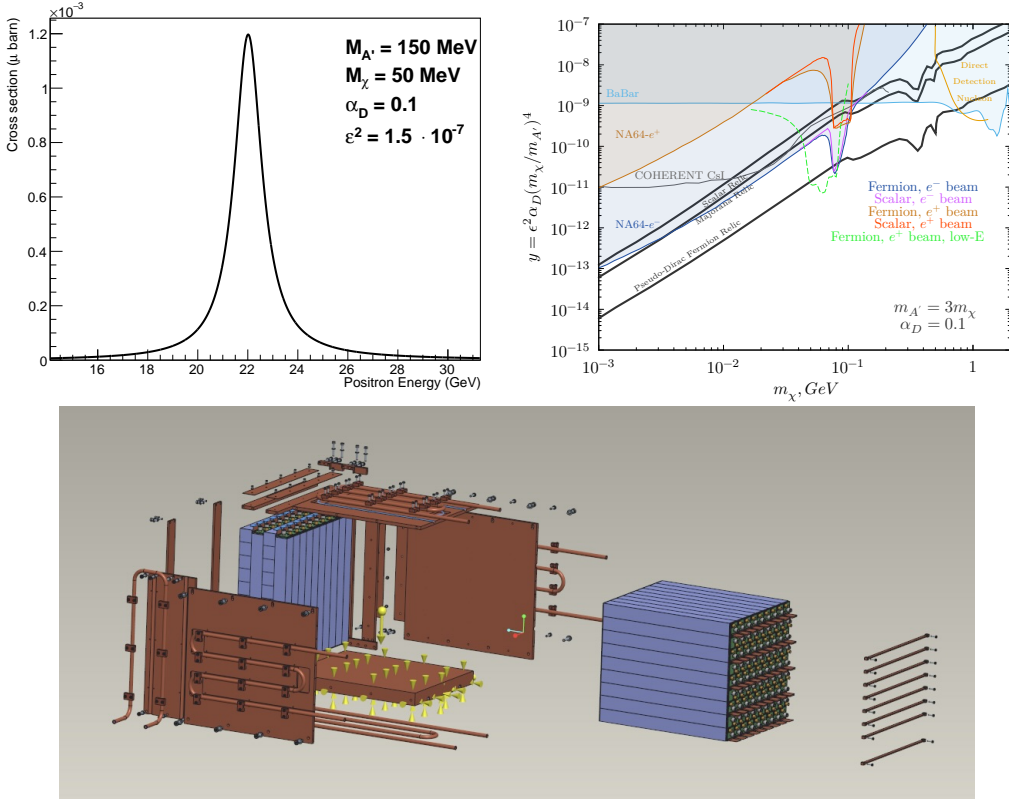 ×10⁻³
Cross section (μ barn)
1.2
1
0.8
0.6
0.4
0.2
0
M_A' = 150 MeV
M_χ = 50 MeV
α_D = 0.1
ε² = 1.5 · 10⁻⁷
16 18 20 22 24 26 28 30
Positron Energy (GeV)
y = ϵ²α_D(m_χ/m_A')⁴
10⁻⁷
10⁻⁸
10⁻⁹
10⁻¹⁰
10⁻¹¹
10⁻¹²
10⁻¹³
10⁻¹⁴
10⁻¹⁵
BaBar
NA64-e⁺
COHERENT CsI
NA64-e⁻
Scalar Relic
Majorana Relic
Pseudo-Dirac Fermion Relic
Direct
Detection
Nucleon
Fermion, e⁻ beam
Scalar, e⁻ beam
Fermion, e⁺ beam
Scalar, e⁺ beam
Fermion, e⁺ beam, low-E
m_A' = 3m_χ
α_D = 0.1
10⁻³ 10⁻² 10⁻¹ 1
m_χ, GeV